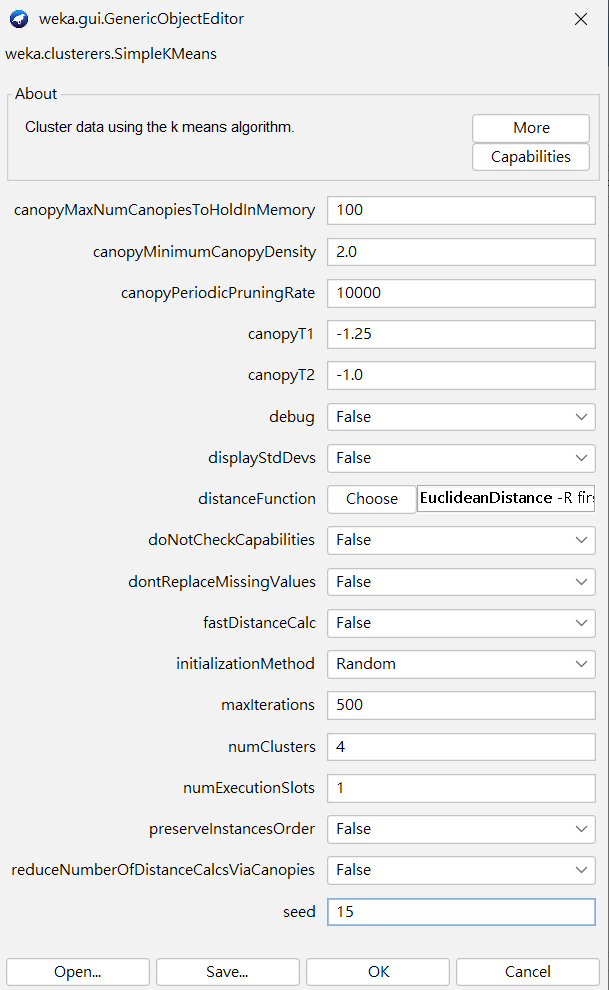 weka.gui.GenericObjectEditor
weka.clusterers.SimpleKMeans
About
Cluster data using the k means algorithm.
More
Capabilities
canopyMaxNumCanopiesToHoldInMemory 100
canopyMinimumCanopyDensity 2.0
canopyPeriodicPruningRate 10000
canopyT1 -1.25
canopyT2 -1.0
debug False
displayStdDevs False
distanceFunction Choose EuclideanDistance -R firs
doNotCheckCapabilities False
dontReplaceMissingValues False
fastDistanceCalc False
initializationMethod Random
maxIterations 500
numClusters 4
numExecutionSlots 1
preserveInstancesOrder False
reduceNumberOfDistanceCalcsViaCanopies False
seed 15
Open... Save... OK Cancel